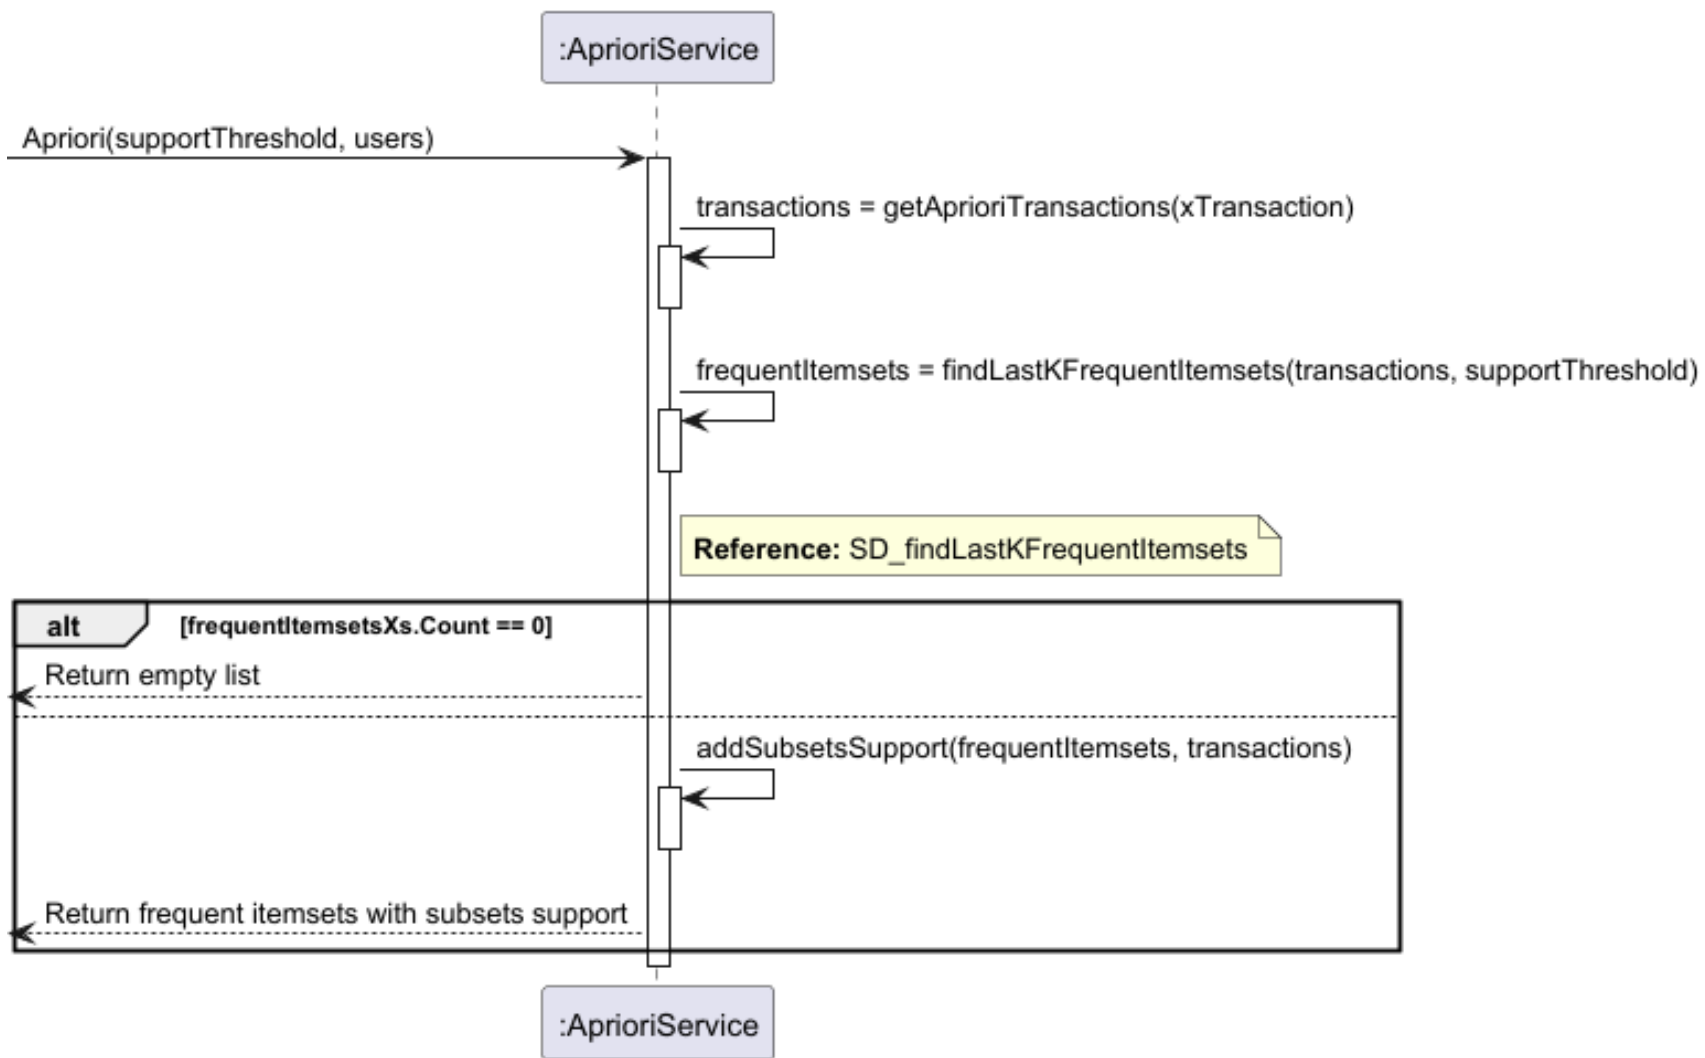 :AprioriService
Apriori(supportThreshold, users)
transactions = getAprioriTransactions(xTransaction)
frequentItemsets = findLastKFrequentItemsets(transactions, supportThreshold)
Reference: SD_findLastKFrequentItemsets
alt [frequentItemsetsXs.Count == 0]
Return empty list
addSubsetsSupport(frequentItemsets, transactions)
Return frequent itemsets with subsets support
:AprioriService